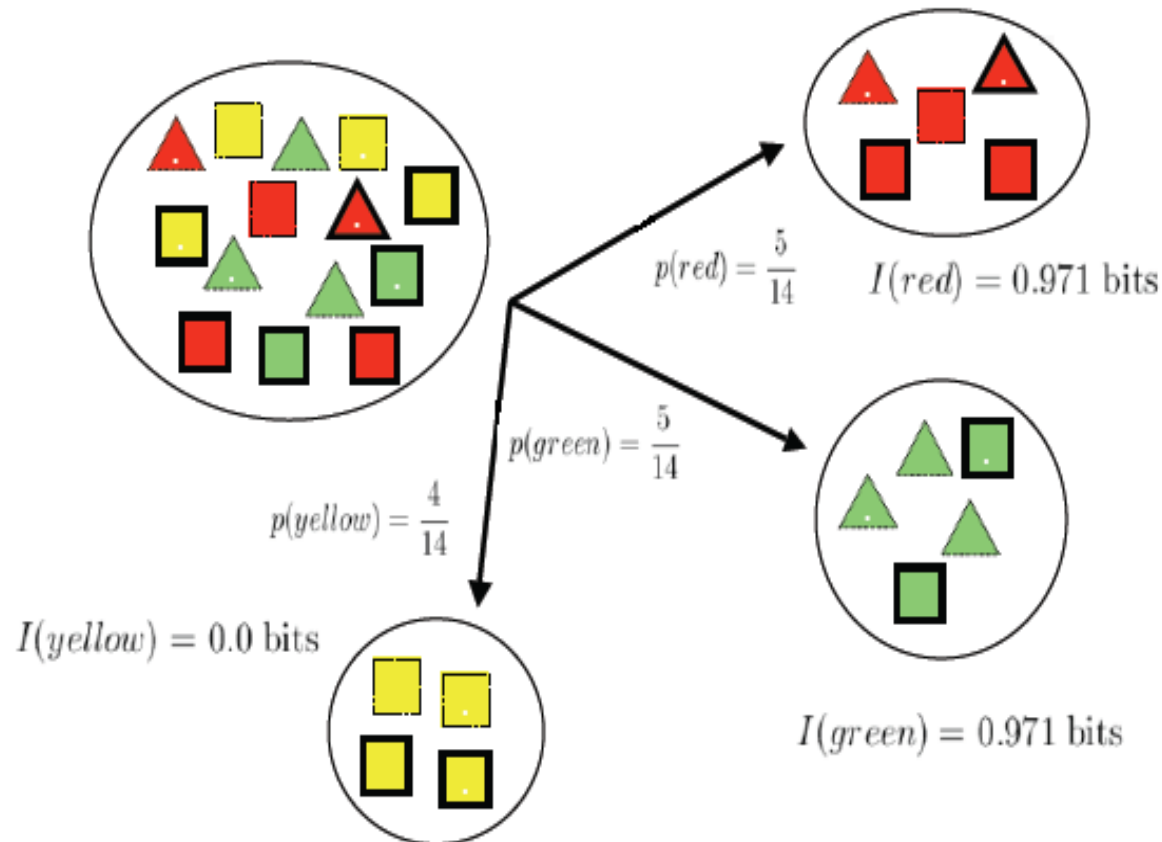 p(red) = 5/14
I(red) = 0.971 bits
p(green) = 5/14
p(yellow) = 4/14
I(yellow) = 0.0 bits
I(green) = 0.971 bits